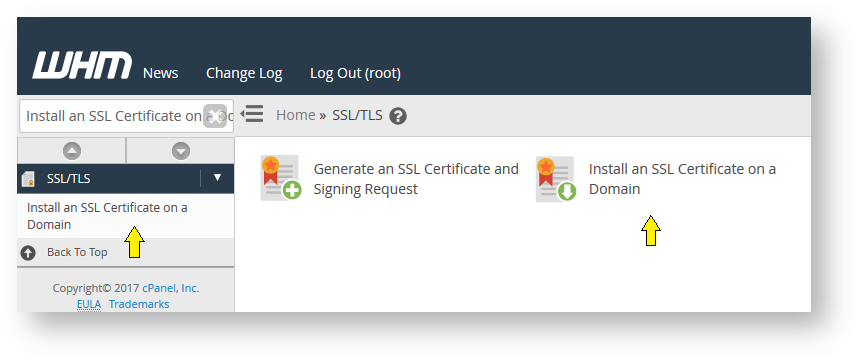 WHM
News
Change Log
Log Out (root)
Install an SSL Certificate on a Do
Home » SSL/TLS ?
SSL/TLS
Install an SSL Certificate on a
Domain
Back To Top
Copyright© 2017 cPanel, Inc.
EULA Trademarks
Generate an SSL Certificate and
Signing Request
Install an SSL Certificate on a
Domain